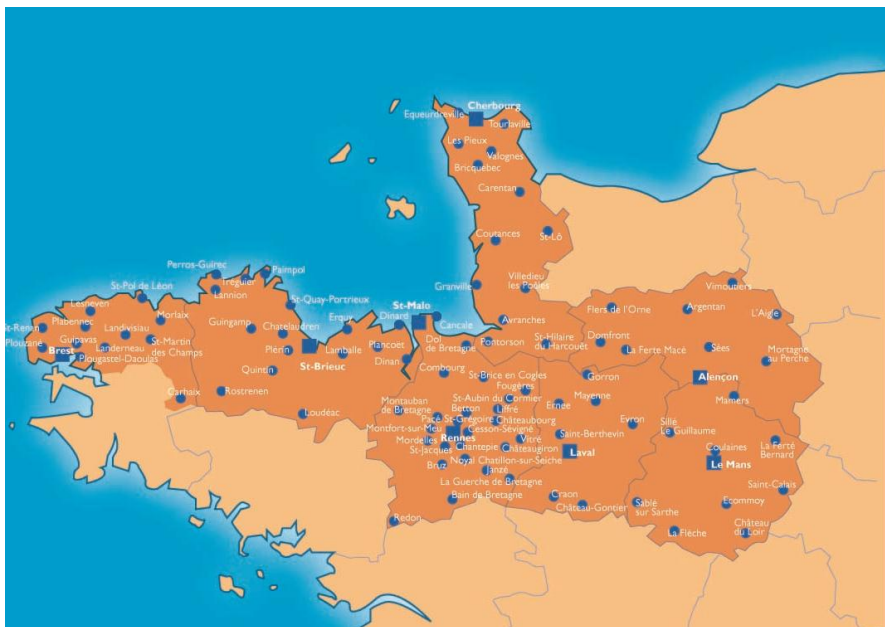 Cherbourg
Equeurdreville
Tourlaville
Les Pieux
Valognes
Bricquebec
Carentan
Coutances
St-Lô
Granville
Villedieu
les Poëles
Avranches
St-Hilaire
du Harcouët
Pontorson
Perros-Guirec
Paimpol
Tréguier
Lannion
St-Pol de Léon
Lesneven
Plabennec
St-Renan
Plouzané
Guipavas
Brest
Plougastel-Daoulas
Landerneau
Landivisiau
Morlaix
St-Martin
des Champs
Carhaix
Guingamp
Chatelaudren
St-Quay-Portrieux
Plérin
St-Brieuc
Quintin
Rostrenen
Loudéac
Erquy
Lamballe
Plancoet
Dinard
Dinan
St-Malo
Cancale
Dol
de Bretagne
Combourg
St-Brice en Cogles
Fougères
St-Aubin du Cormier
Montauban
de Bretagne
Betton
Liffré
Pacé
St-Grégoire
Châteaubourg
Montfort-sur-Meu
Cesson-Sévigné
Mordelles
Rennes
Vitré
St-Jacques
Chantepie
Châteaugiron
Bruz
Noyal Chatillon-sur-Seiche
Janzé
La Guerche de Bretagne
Bain de Bretagne
Redon
Flers de l'Orne
Argentan
Vimoutiers
L'Aigle
Domfront
La Ferte Macé
Sées
Mortagne
au Perche
Alençon
Mamers
Gorron
Ernée
Mayenne
Evron
Saint-Berthevin
Laval
Craon
Château-Gontier
Sillé
Le Guillaume
Coulaines
Le Mans
La Ferté
Bernard
Saint-Calais
Ecommoy
Sablé
sur Sarthe
La Flèche
Château
du Loir